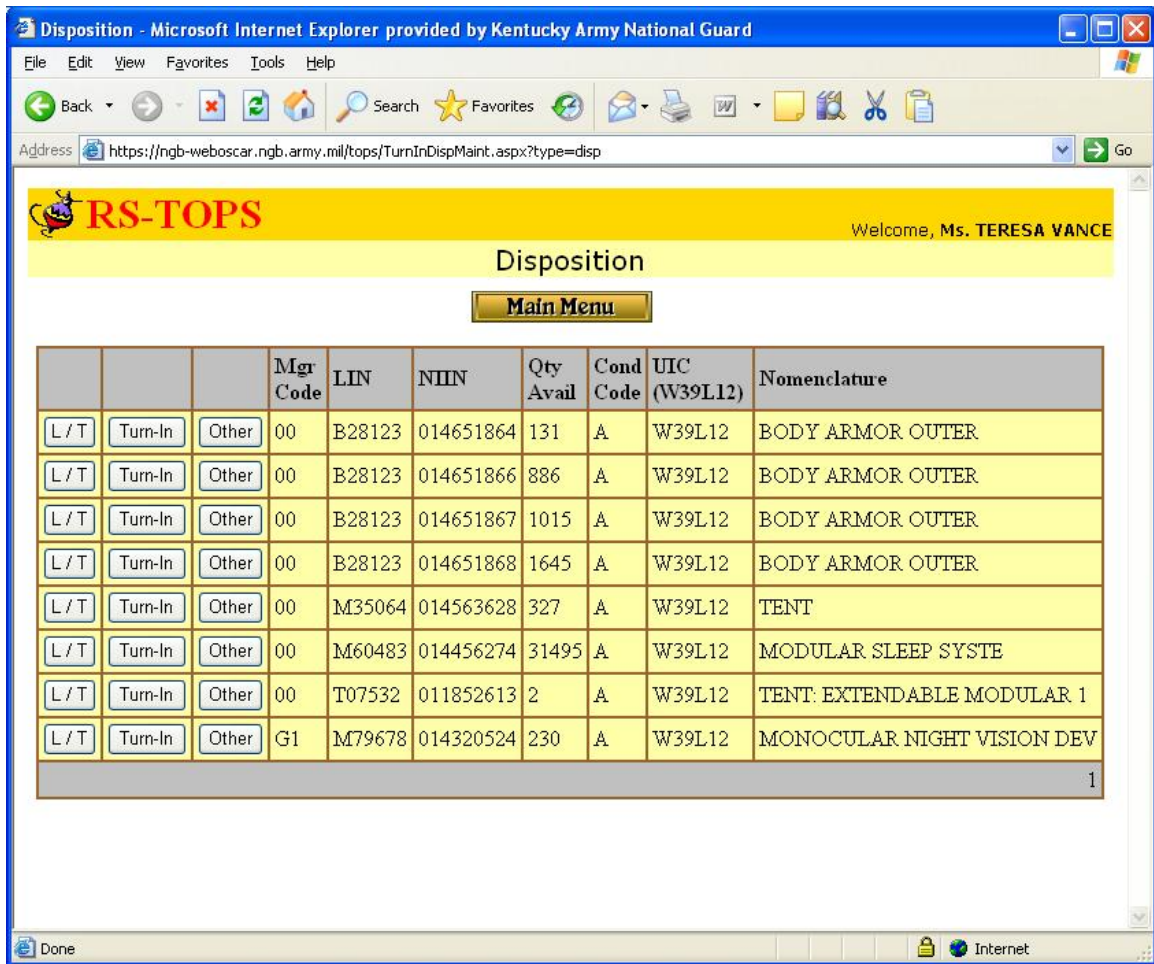 Disposition - Microsoft Internet Explorer provided by Kentucky Army National Guard
File Edit View Favorites Tools Help
Back Search Favorites
Address https://ngb-weboscar.ngb.army.mil/tops/TurnInDispMaint.aspx?type=disp Go
RS-TOPS
Welcome, Ms. TERESA VANCE
Disposition
Main Menu
Mgr Code LIN NIIN Qty Avail Cond Code UIC (W39L12) Nomenclature
L / T Turn-In Other 00 B28123 014651864 131 A W39L12 BODY ARMOR OUTER
L / T Turn-In Other 00 B28123 014651866 886 A W39L12 BODY ARMOR OUTER
L / T Turn-In Other 00 B28123 014651867 1015 A W39L12 BODY ARMOR OUTER
L / T Turn-In Other 00 B28123 014651868 1645 A W39L12 BODY ARMOR OUTER
L / T Turn-In Other 00 M35064 014563628 327 A W39L12 TENT
L / T Turn-In Other 00 M60483 014456274 31495 A W39L12 MODULAR SLEEP SYSTE
L / T Turn-In Other 00 T07532 011852613 2 A W39L12 TENT: EXTENDABLE MODULAR 1
L / T Turn-In Other G1 M79678 014320524 230 A W39L12 MONOCULAR NIGHT VISION DEV
1
Done Internet